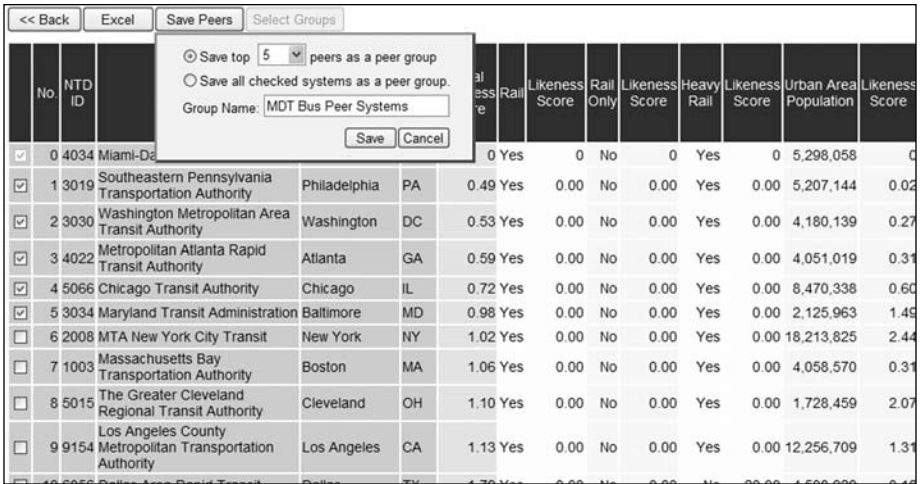 << Back Excel Save Peers Select Groups
Save top 5 peers as a peer group
Save all checked systems as a peer group.
Group Name: MDT Bus Peer Systems
Save Cancel
No. NTD ID Rail Likeness Score Rail Only Likeness Score Heavy Rail Likeness Score Urban Area Population Likeness Score
0 4034 Miami-Da 0 Yes 0 No 0 Yes 0 5,298,058
1 3019 Southeastern Pennsylvania Transportation Authority Philadelphia PA 0.49 Yes 0.00 No 0.00 Yes 0.00 5,207,144 0.02
2 3030 Washington Metropolitan Area Transit Authority Washington DC 0.53 Yes 0.00 No 0.00 Yes 0.00 4,180,139 0.27
3 4022 Metropolitan Atlanta Rapid Transit Authority Atlanta GA 0.59 Yes 0.00 No 0.00 Yes 0.00 4,051,019 0.31
4 5066 Chicago Transit Authority Chicago IL 0.72 Yes 0.00 No 0.00 Yes 0.00 8,470,338 0.60
5 3034 Maryland Transit Administration Baltimore MD 0.98 Yes 0.00 No 0.00 Yes 0.00 2,125,963 1.49
6 2008 MTA New York City Transit New York NY 1.02 Yes 0.00 No 0.00 Yes 0.00 18,213,825 2.44
7 1003 Massachusetts Bay Transportation Authority Boston MA 1.06 Yes 0.00 No 0.00 Yes 0.00 4,058,570 0.31
8 5015 The Greater Cleveland Regional Transit Authority Cleveland OH 1.10 Yes 0.00 No 0.00 Yes 0.00 1,728,459 2.07
9 9154 Los Angeles County Metropolitan Transportation Authority Los Angeles CA 1.13 Yes 0.00 No 0.00 Yes 0.00 12,256,709 1.31